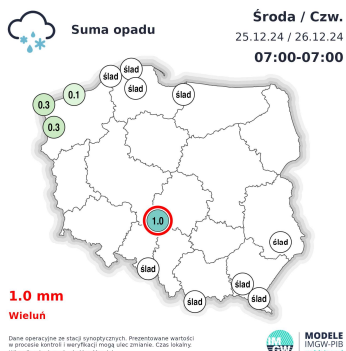 Suma opadu
Środa / Czw.
25.12.24 / 26.12.24
07:00-07:00
ślad
ślad
ślad
ślad
0.1
0.3
0.3
1.0
ślad
ślad
ślad
ślad
ślad
1.0 mm
Wieluń
Dane operacyjne ze stacji synoptycznych. Prezentowane wartości
w procesie kontroli i weryfikacji mogą ulec zmianie. Czas lokalny.
IM
GW
MODELE
IMGW-PIB